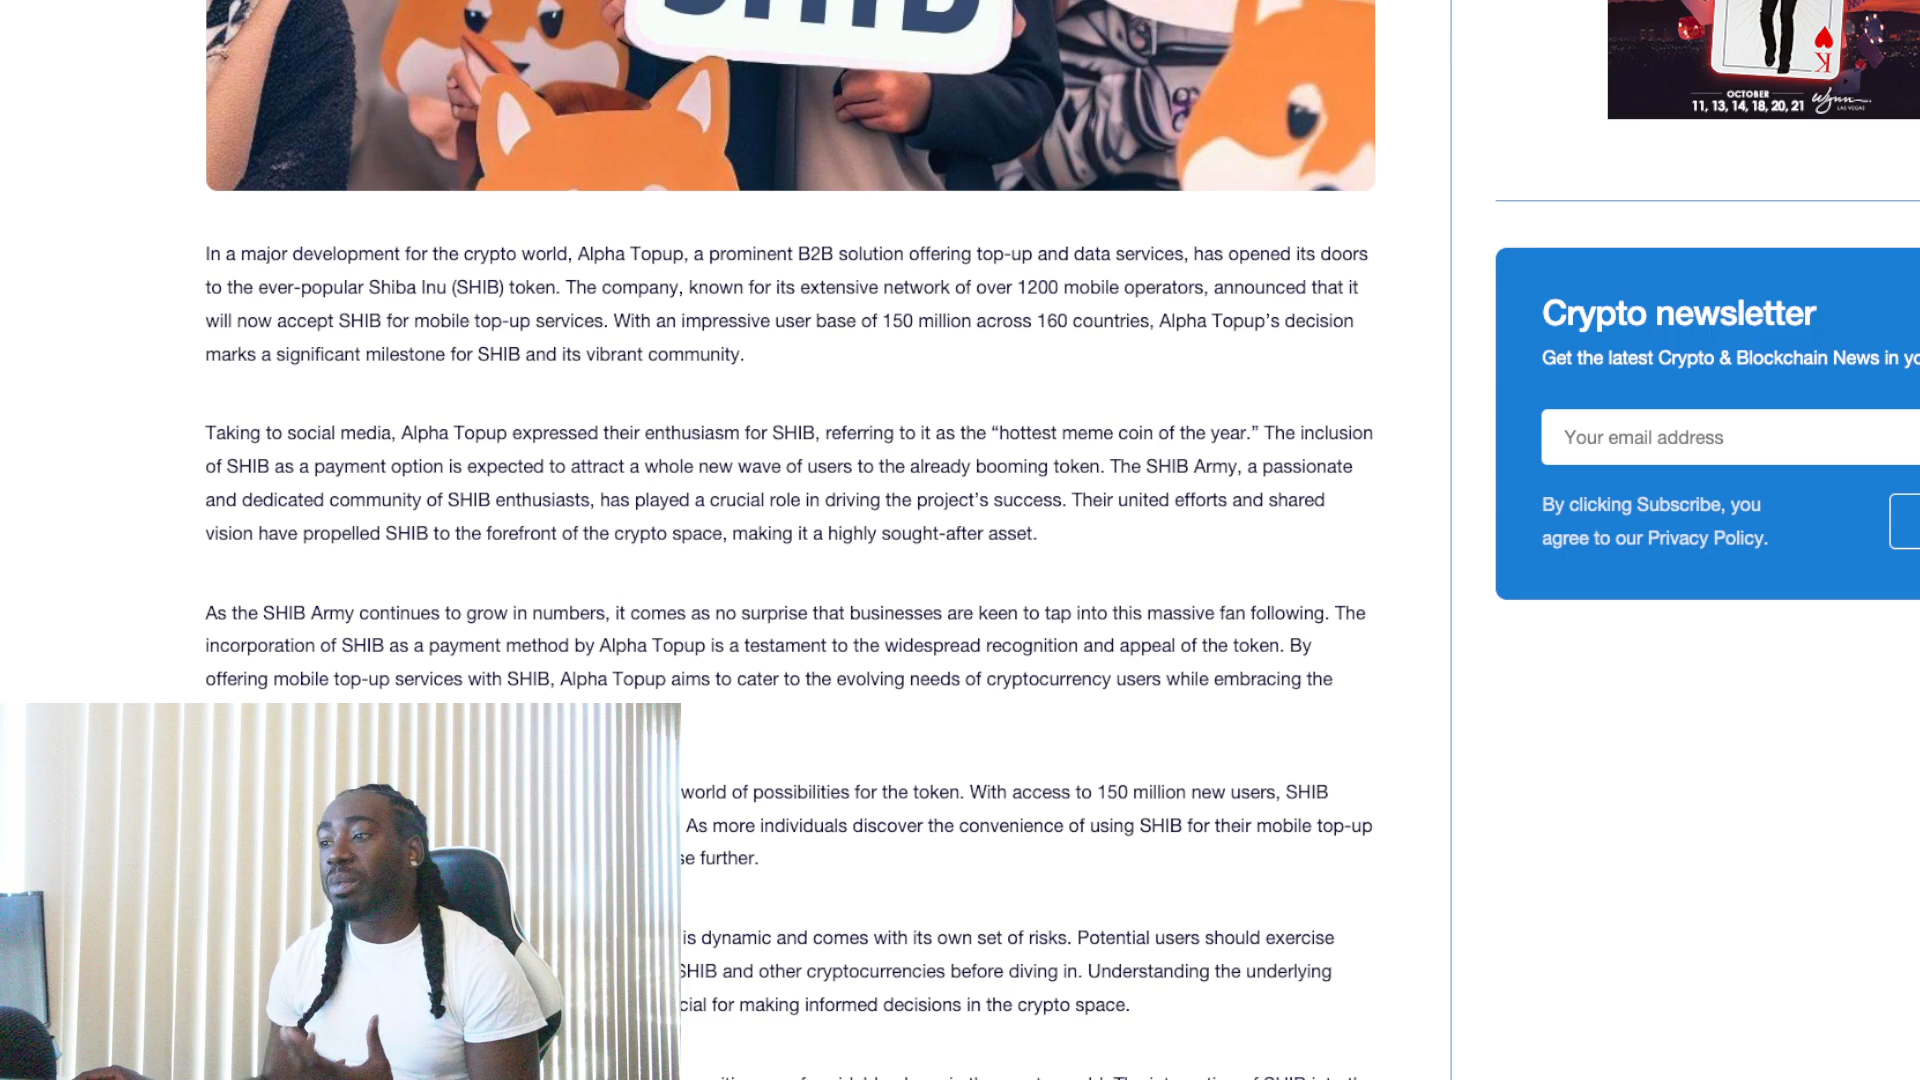 SHIB
K
OCTOBER
11, 13, 14, 18, 20, 21
Wynn
LAS VEGAS
In a major development for the crypto world, Alpha Topup, a prominent B2B solution offering top-up and data services, has opened its doors
to the ever-popular Shiba Inu (SHIB) token. The company, known for its extensive network of over 1200 mobile operators, announced that it
will now accept SHIB for mobile top-up services. With an impressive user base of 150 million across 160 countries, Alpha Topup’s decision
marks a significant milestone for SHIB and its vibrant community.
Taking to social media, Alpha Topup expressed their enthusiasm for SHIB, referring to it as the “hottest meme coin of the year.” The inclusion
of SHIB as a payment option is expected to attract a whole new wave of users to the already booming token. The SHIB Army, a passionate
and dedicated community of SHIB enthusiasts, has played a crucial role in driving the project’s success. Their united efforts and shared
vision have propelled SHIB to the forefront of the crypto space, making it a highly sought-after asset.
As the SHIB Army continues to grow in numbers, it comes as no surprise that businesses are keen to tap into this massive fan following. The
incorporation of SHIB as a payment method by Alpha Topup is a testament to the widespread recognition and appeal of the token. By
offering mobile top-up services with SHIB, Alpha Topup aims to cater to the evolving needs of cryptocurrency users while embracing the
world of possibilities for the token. With access to 150 million new users, SHIB
As more individuals discover the convenience of using SHIB for their mobile top-up
se further.
is dynamic and comes with its own set of risks. Potential users should exercise
SHIB and other cryptocurrencies before diving in. Understanding the underlying
cial for making informed decisions in the crypto space.
Crypto newsletter
Get the latest Crypto & Blockchain News in yo
Your email address
By clicking Subscribe, you
agree to our Privacy Policy.